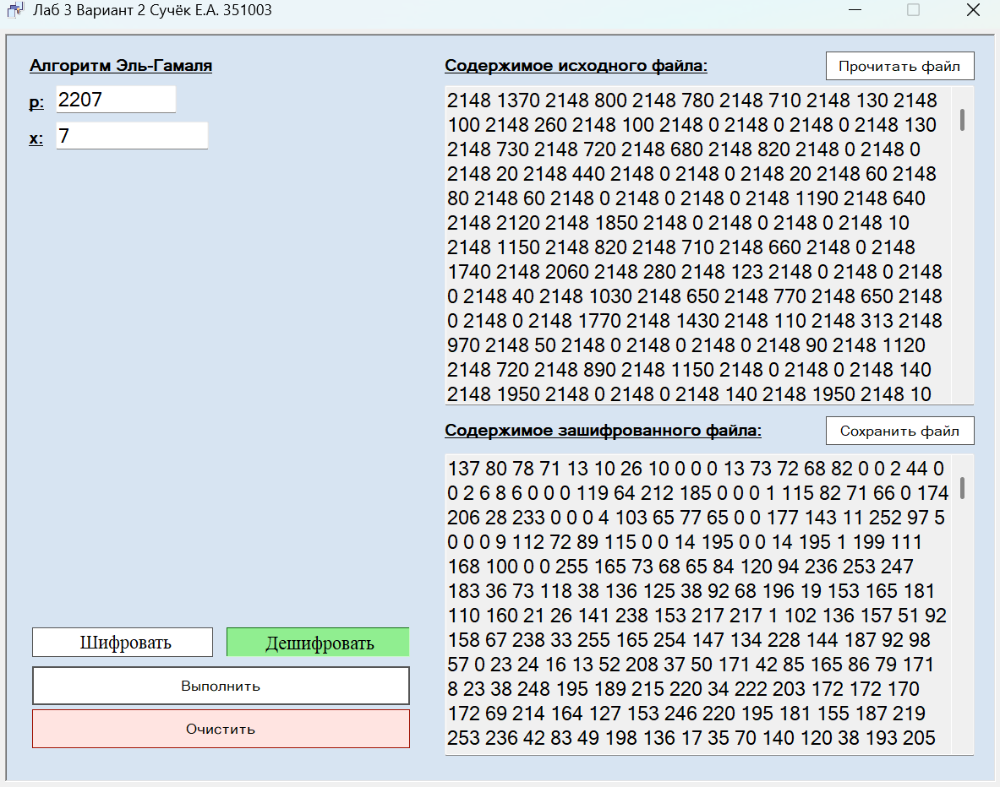 Лаб 3 Вариант 2 Сучёк Е.А. 351003
Алгоритм Эль-Гамаля
p: 2207
x: 7
Шифровать
Дешифровать
Выполнить
Очистить
Содержимое исходного файла:
Прочитать файл
2148 1370 2148 800 2148 780 2148 710 2148 130 2148
100 2148 260 2148 100 2148 0 2148 0 2148 0 2148 130
2148 730 2148 720 2148 680 2148 820 2148 0 2148 0
2148 20 2148 440 2148 0 2148 0 2148 20 2148 60 2148
80 2148 60 2148 0 2148 0 2148 0 2148 1190 2148 640
2148 2120 2148 1850 2148 0 2148 0 2148 0 2148 10
2148 1150 2148 820 2148 710 2148 660 2148 0 2148
1740 2148 2060 2148 280 2148 123 2148 0 2148 0 2148
0 2148 40 2148 1030 2148 650 2148 770 2148 650 2148
0 2148 0 2148 1770 2148 1430 2148 110 2148 313 2148
970 2148 50 2148 0 2148 0 2148 0 2148 90 2148 1120
2148 720 2148 890 2148 1150 2148 0 2148 0 2148 140
2148 1950 2148 0 2148 0 2148 140 2148 1950 2148 10
Содержимое зашифрованного файла:
Сохранить файл
137 80 78 71 13 10 26 10 0 0 0 13 73 72 68 82 0 0 2 44 0
0 2 6 8 6 0 0 0 119 64 212 185 0 0 0 1 115 82 71 66 0 174
206 28 233 0 0 0 4 103 65 77 65 0 0 177 143 11 252 97 5
0 0 0 9 112 72 89 115 0 0 14 195 0 0 14 195 1 199 111
168 100 0 0 255 165 73 68 65 84 120 94 236 253 247
183 36 73 118 38 136 125 38 92 68 196 19 153 165 181
110 160 21 26 141 238 153 217 217 1 102 136 157 51 92
158 67 238 33 255 165 254 147 134 228 144 187 92 98
57 0 23 24 16 13 52 208 37 50 171 42 85 165 86 79 171
8 23 38 248 195 189 215 220 34 222 203 172 172 170
172 69 214 164 127 153 246 220 195 181 155 187 219
253 236 42 83 49 198 136 17 35 70 140 120 38 193 205